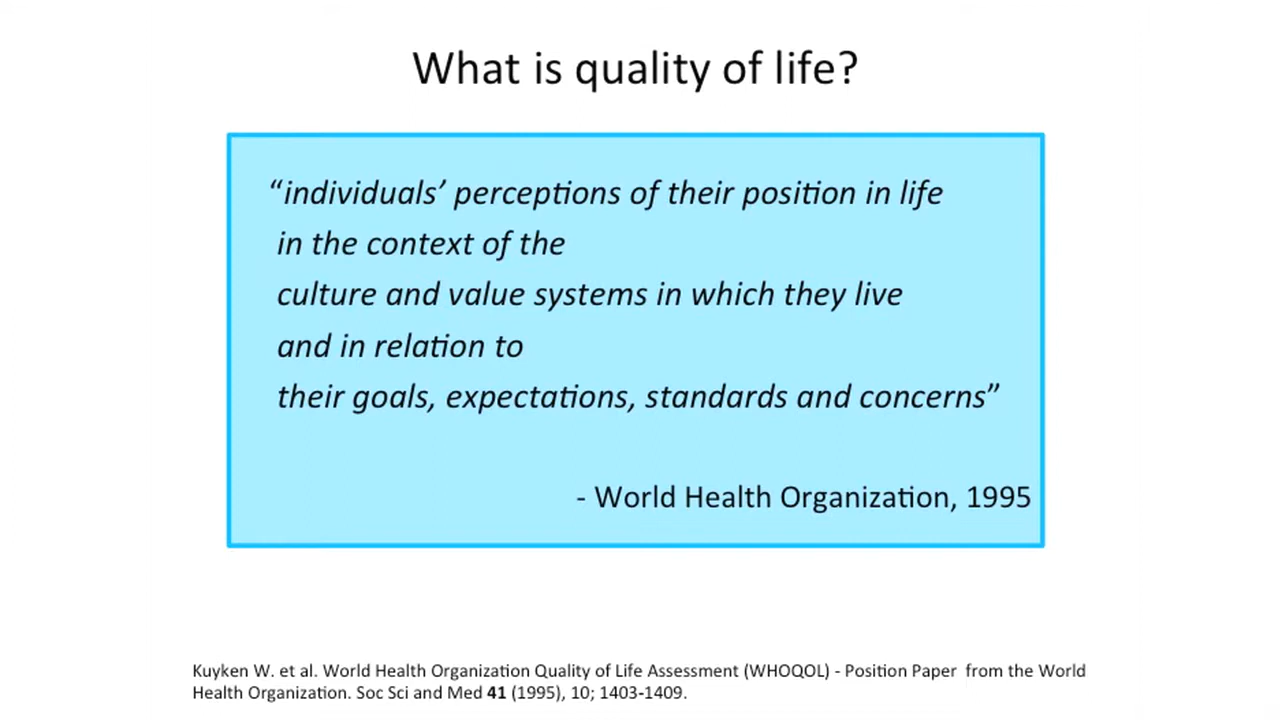 What is quality of life?
“individuals’ perceptions of their position in life
in the context of the
culture and value systems in which they live
and in relation to
their goals, expectations, standards and concerns”
- World Health Organization, 1995
Kuyken W. et al. World Health Organization Quality of Life Assessment (WHOQOL) - Position Paper  from the World
Health Organization. Soc Sci and Med 41 (1995), 10; 1403-1409.